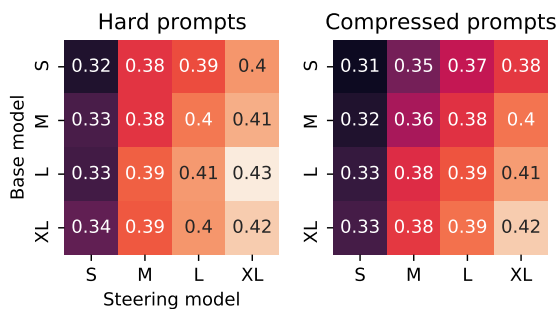 Hard prompts
Compressed prompts
Base model
S 0.32 0.38 0.39 0.4
M 0.33 0.38 0.4 0.41
L 0.33 0.39 0.41 0.43
XL 0.34 0.39 0.4 0.42
S M L XL
Steering model
S 0.31 0.35 0.37 0.38
M 0.32 0.36 0.38 0.4
L 0.33 0.38 0.39 0.41
XL 0.33 0.38 0.39 0.42
S M L XL